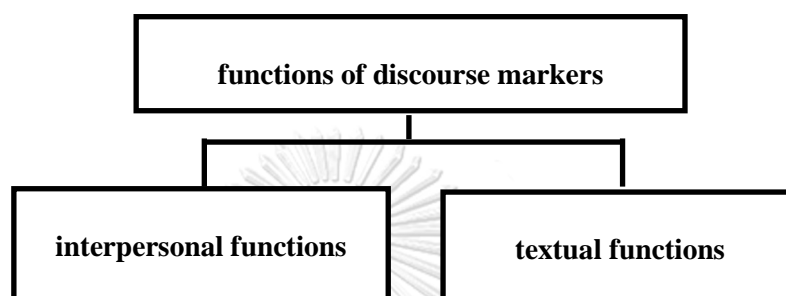 functions of discourse markers
interpersonal functions
textual functions